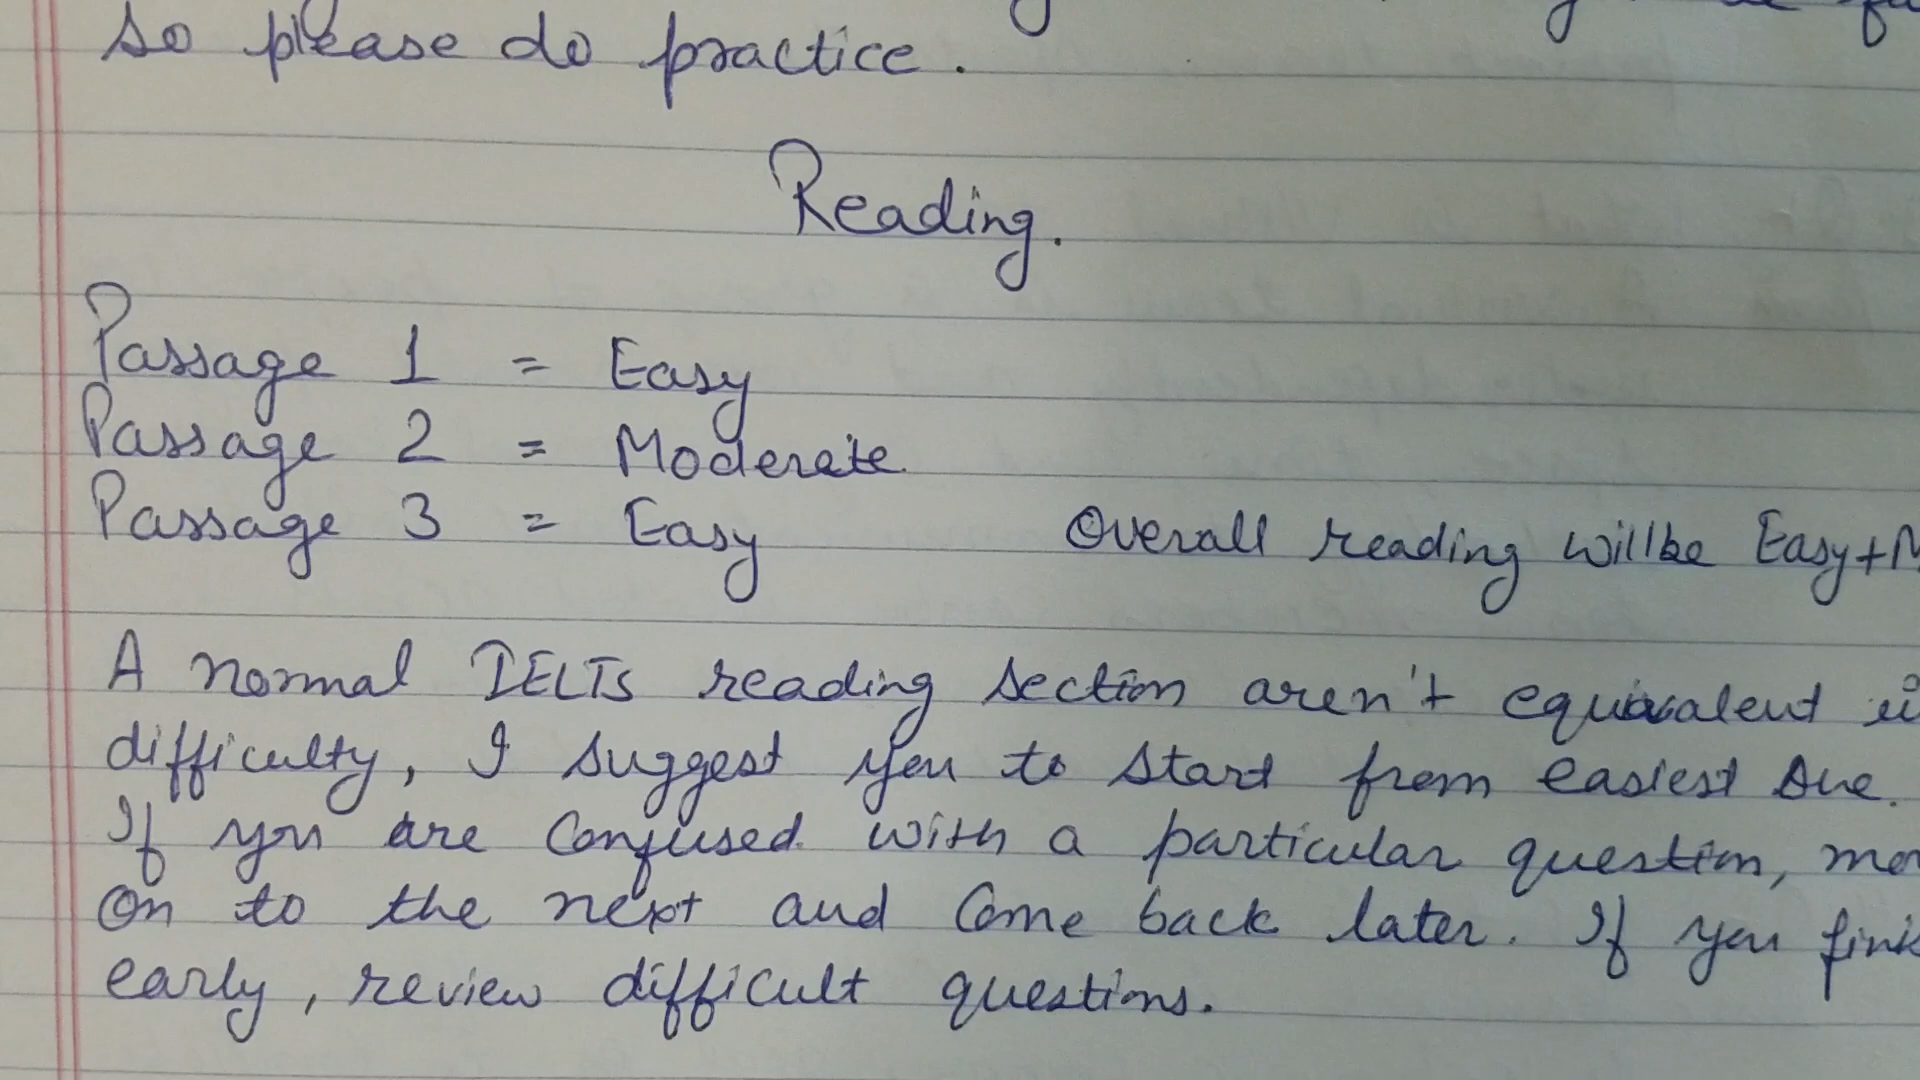 so please do practice.
Reading.
Passage 1 = Easy
Passage 2 = Moderate
Passage 3 = Easy Overall reading will be Easy+M
A normal IELTS reading section aren't equivalent
difficulty, I suggest you to start from easiest one.
If you are confused with a particular question,
on to the next and come back later. If you
early, review difficult questions.